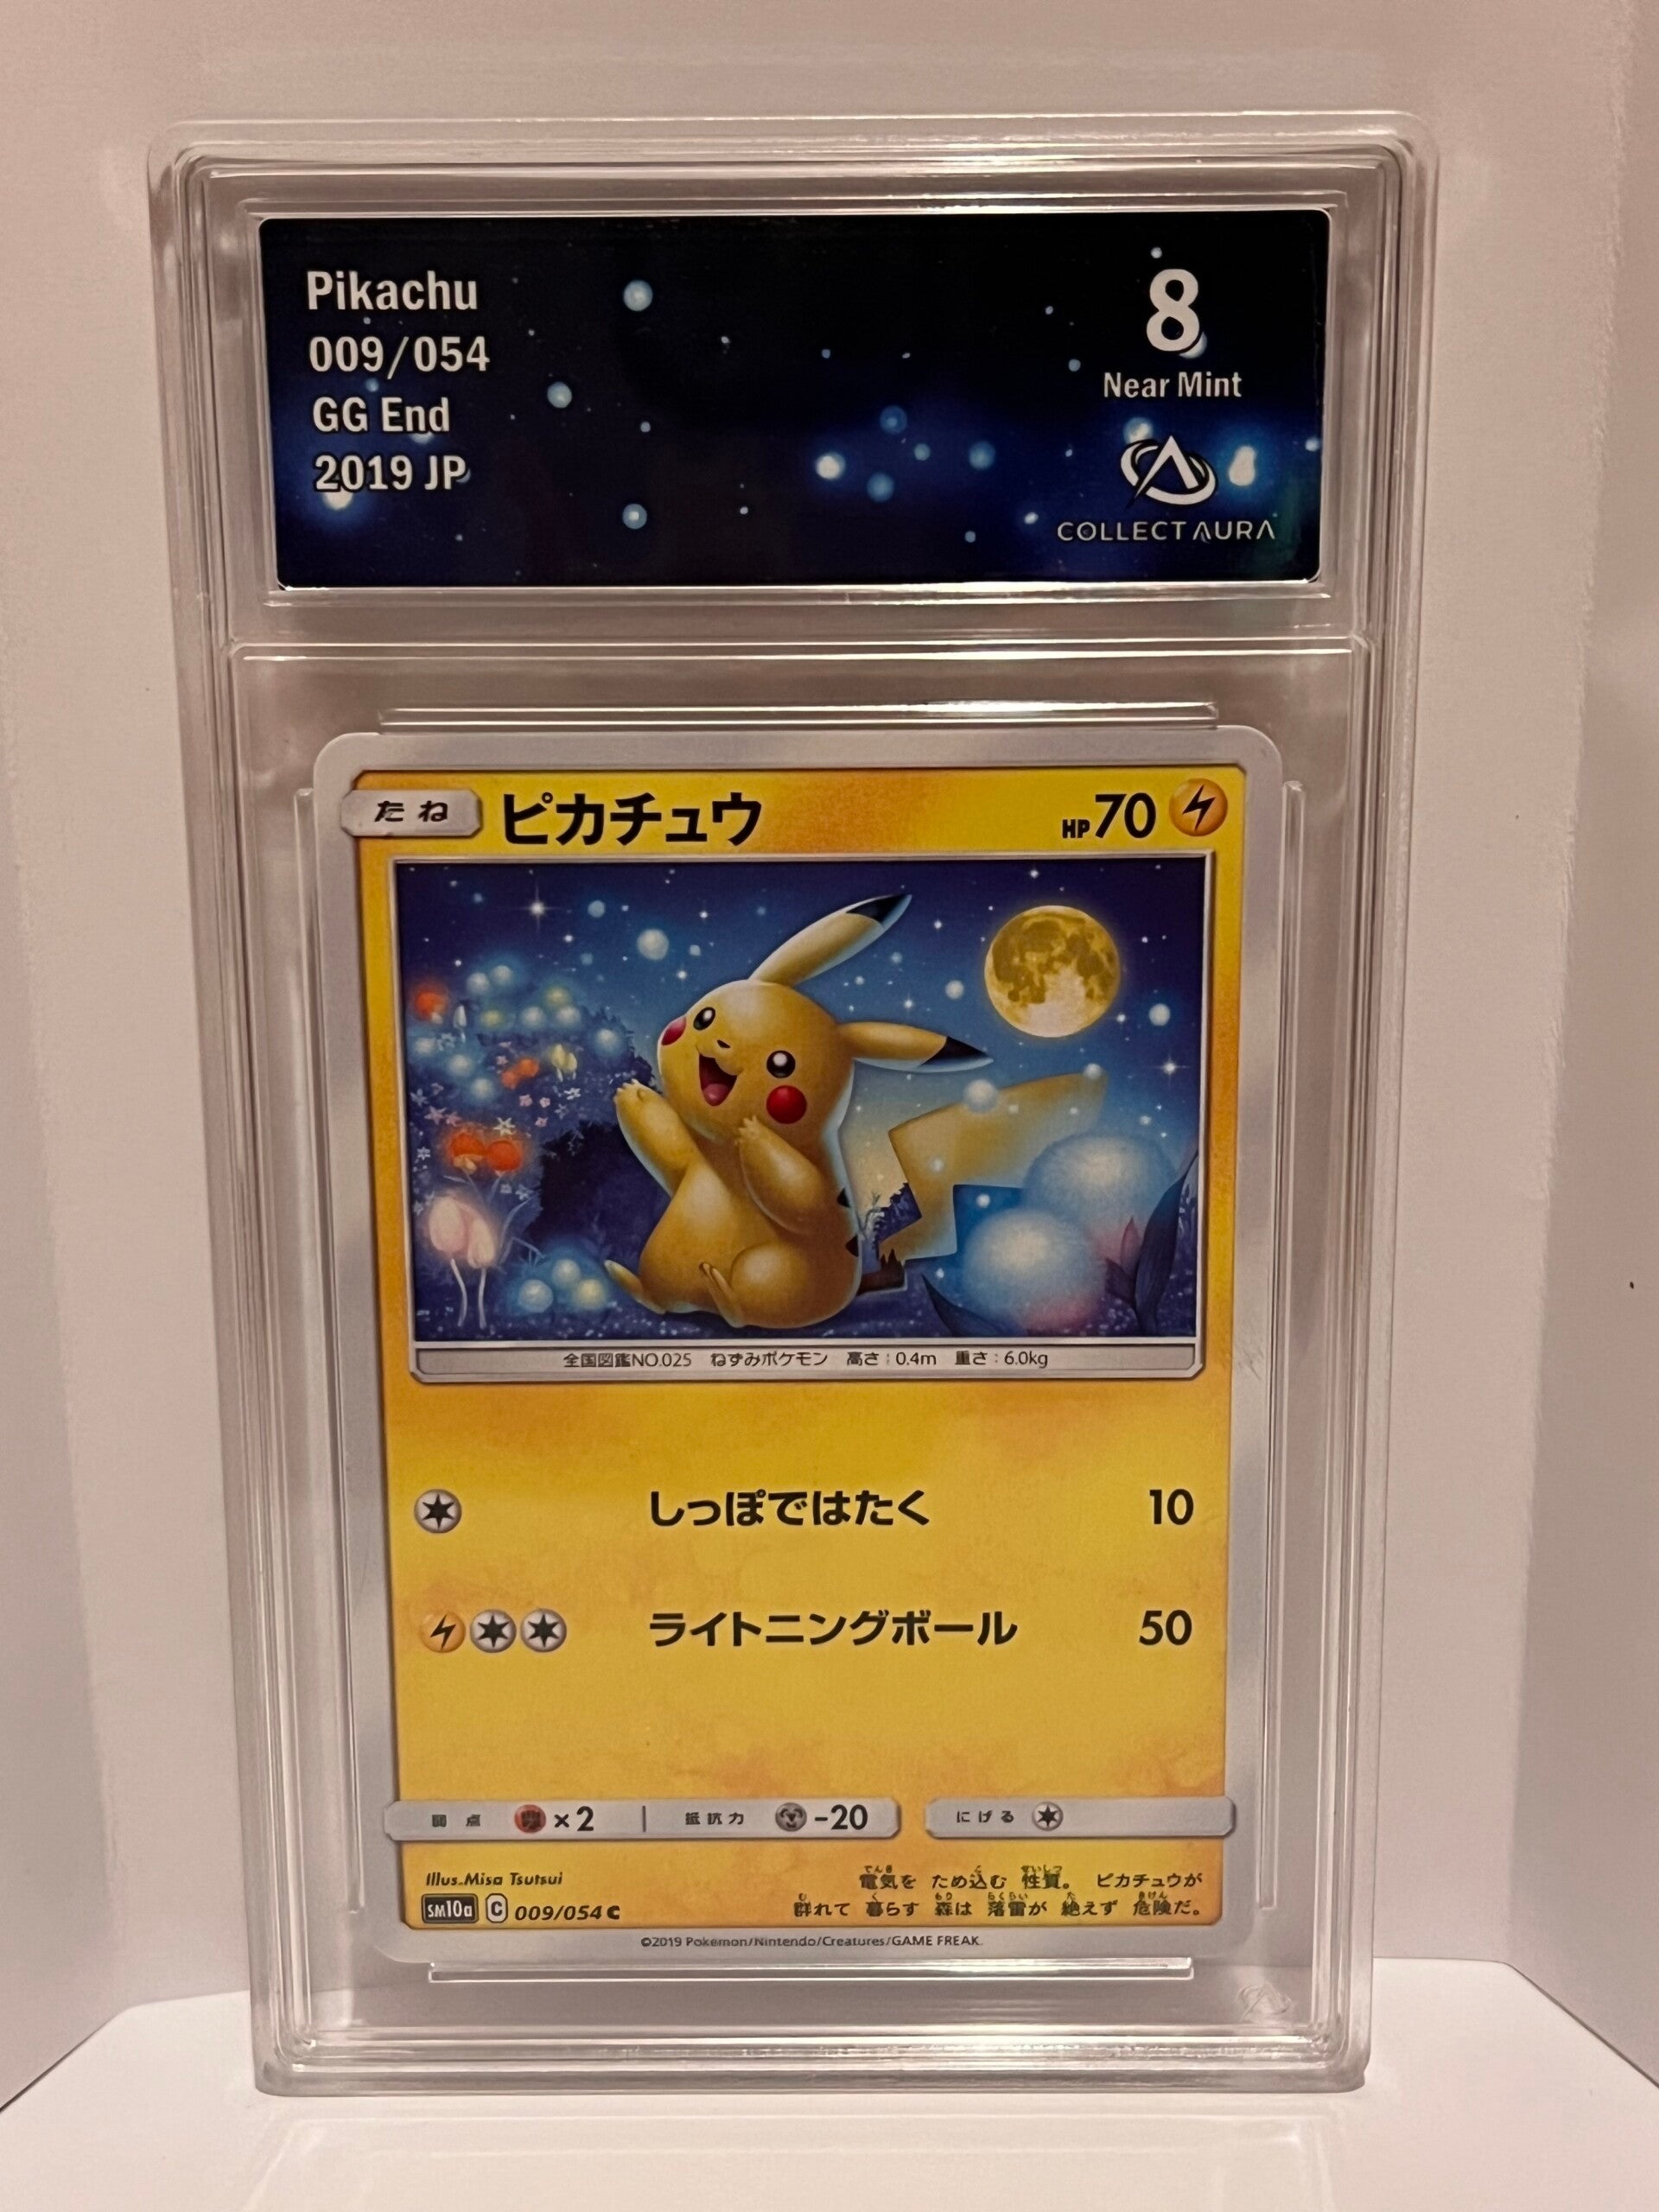 Pikachu
009/054
GG End
2019 JP
8
Near Mint
COLLECT AURA
たね ピカチュウ HP70
全国図鑑NO.025 ねずみポケモン 高さ:0.4m 重さ:6.0kg
しっぽではたく 10
ライトニングボール 50
弱点 ×2 抵抗力 -20 にげる
Illus. Misa Tsutsui
電気を ため込む 性質。 ピカチュウが
群れて 暮らす 森は 落雷が 絶えず 危険だ。
SM10a C 009/054 C
©2019 Pokémon/Nintendo/Creatures/GAME FREAK.